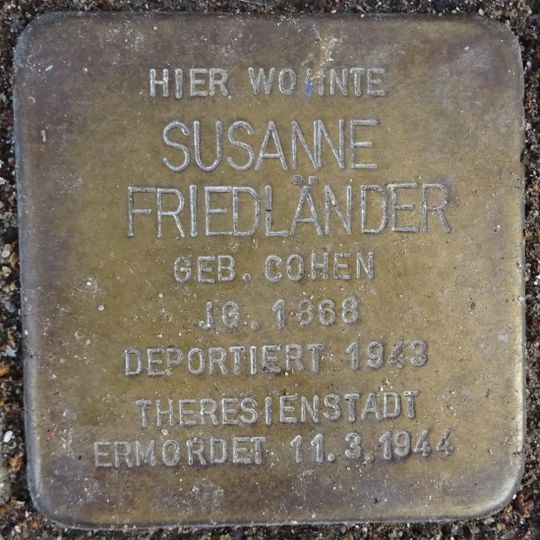 HIER WOHNTE
SUSANNE
FRIEDLÄNDER
GEB. COHEN
JG. 1868
DEPORTIERT 1943
THERESIENSTADT
ERMORDET 11.3.1944